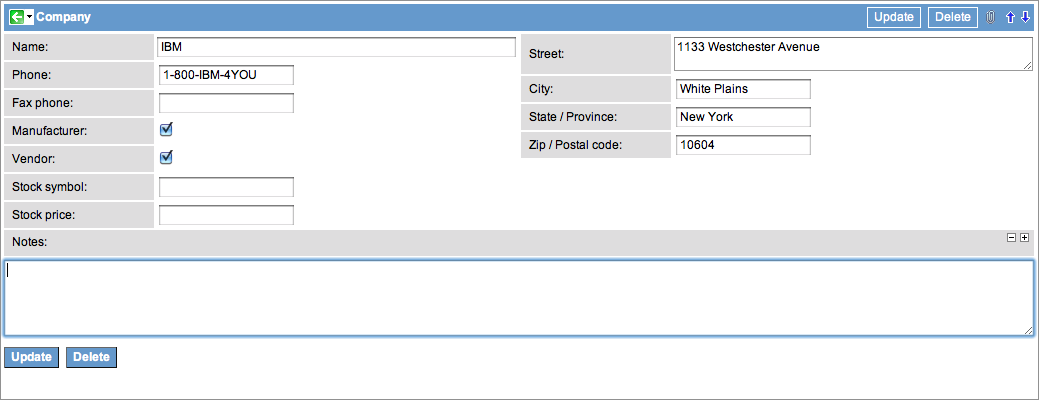 Company Update Delete
Name: IBM
Phone: 1-800-IBM-4YOU
Fax phone:
Manufacturer:
Vendor:
Stock symbol:
Stock price:
Street: 1133 Westchester Avenue
City: White Plains
State / Province: New York
Zip / Postal code: 10604
Notes:
Update Delete